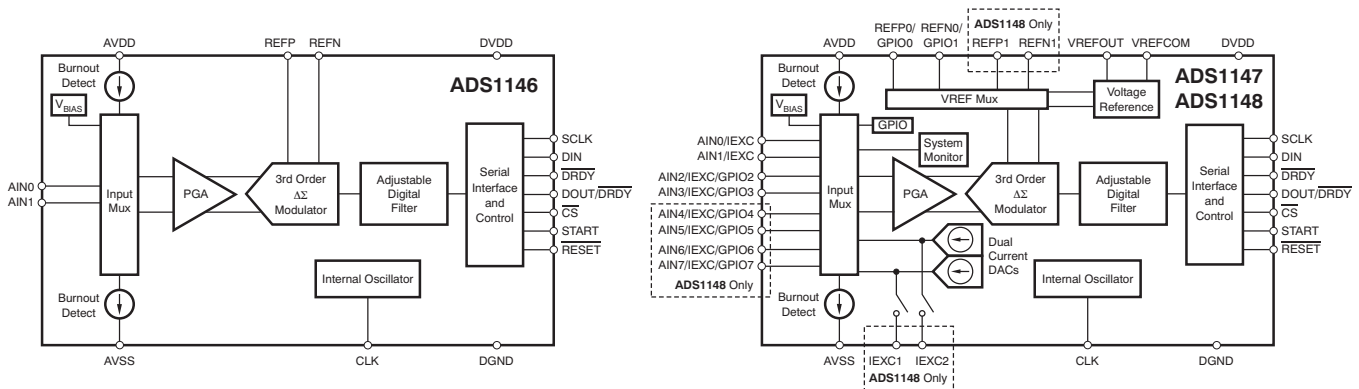 AVDD
REFP REFN
DVDD
Burnout
Detect
ADS1146
VBIAS
SCLK
DIN
DRDY
DOUT/DRDY
CS
START
RESET
AIN0
AIN1
Input
Mux
PGA
3rd Order
ΔΣ
Modulator
Adjustable
Digital
Filter
Serial
Interface
and
Control
Internal Oscillator
Burnout
Detect
AVSS
CLK
DGND
AVDD
REFP0/
GPIO0
REFN0/
GPIO1
ADS1148 Only
REFP1 REFN1
VREFOUT VREFCOM
DVDD
Burnout
Detect
ADS1147
ADS1148
VBIAS
VREF Mux
Voltage
Reference
GPIO
System
Monitor
AIN0/IEXC
AIN1/IEXC
AIN2/IEXC/GPIO2
AIN3/IEXC/GPIO3
AIN4/IEXC/GPIO4
AIN5/IEXC/GPIO5
AIN6/IEXC/GPIO6
AIN7/IEXC/GPIO7
ADS1148 Only
Input
Mux
PGA
3rd Order
ΔΣ
Modulator
Adjustable
Digital
Filter
Serial
Interface
and
Control
SCLK
DIN
DRDY
DOUT/DRDY
CS
START
RESET
Dual
Current
DACs
Internal Oscillator
Burnout
Detect
AVSS
IEXC1 IEXC2
ADS1148 Only
CLK
DGND